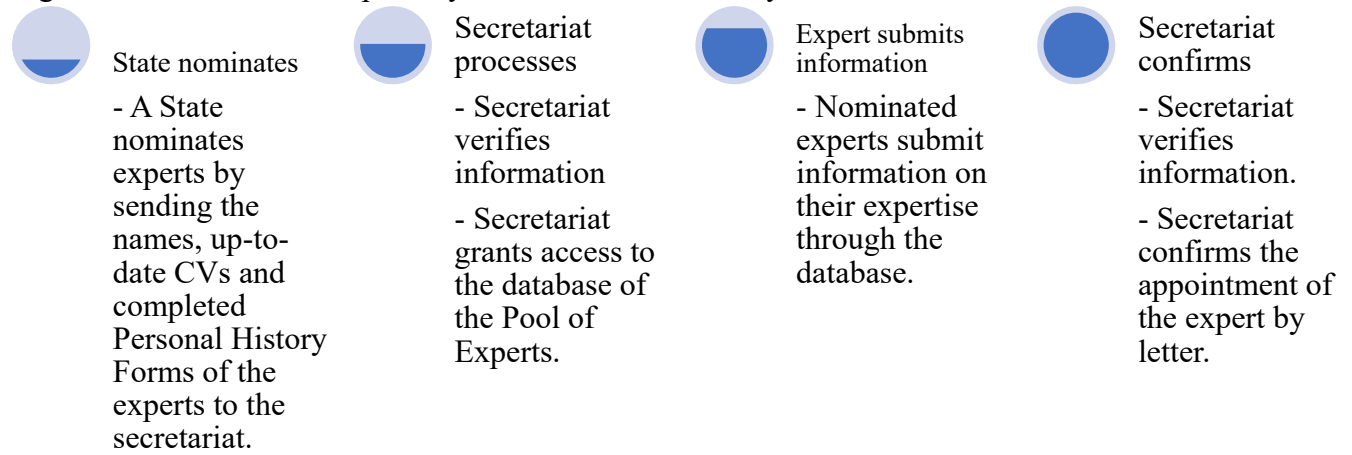 State nominates
- A State
nominates
experts by
sending the
names, up-to-
date CVs and
completed
Personal History
Forms of the
experts to the
secretariat.
Secretariat
processes
- Secretariat
verifies
information
- Secretariat
grants access to
the database of
the Pool of
Experts.
Expert submits
information
- Nominated
experts submit
information on
their expertise
through the
database.
Secretariat
confirms
- Secretariat
verifies
information.
- Secretariat
confirms the
appointment of
the expert by
letter.